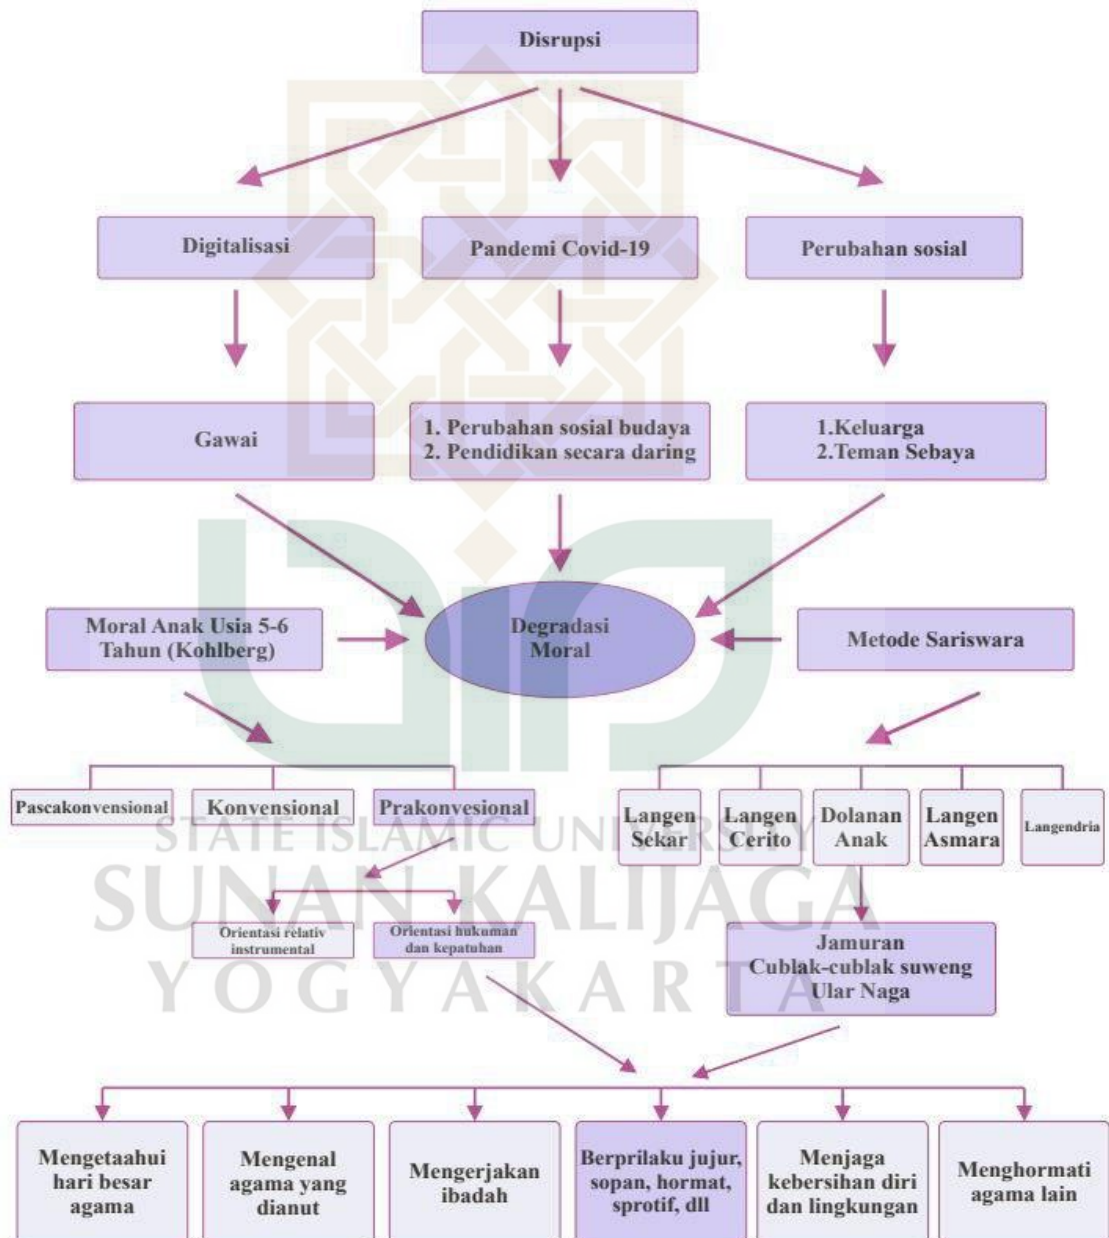 Disrupsi
Digitalisasi
Pandemi Covid-19
Perubahan sosial
Gawai
1. Perubahan sosial budaya
2. Pendidikan secara daring
1.Keluarga
2.Teman Sebaya
Moral Anak Usia 5-6
Tahun (Kohlberg)
Degradasi
Moral
Metode Sariswara
Pascakonvensional
Konvensional
Prakonvesional
Langen
Sekar
Langen
Cerito
Dolanan
Anak
Langen
Asmara
Langendria
STATE ISLAMIC UNIVERSITY
SUNAN KALIJAGA
YOGYAKARTA
Orientasi relativ
instrumental
Orientasi hukuman
dan kepatuhan
Jamuran
Cublak-cublak suweng
Ular Naga
Mengetaahui
hari besar
agama
Mengenal
agama yang
dianut
Mengerjakan
ibadah
Berprilaku jujur,
sopan, hormat,
sprotif, dll
Menjaga
kebersihan diri
dan lingkungan
Menghormati
agama lain